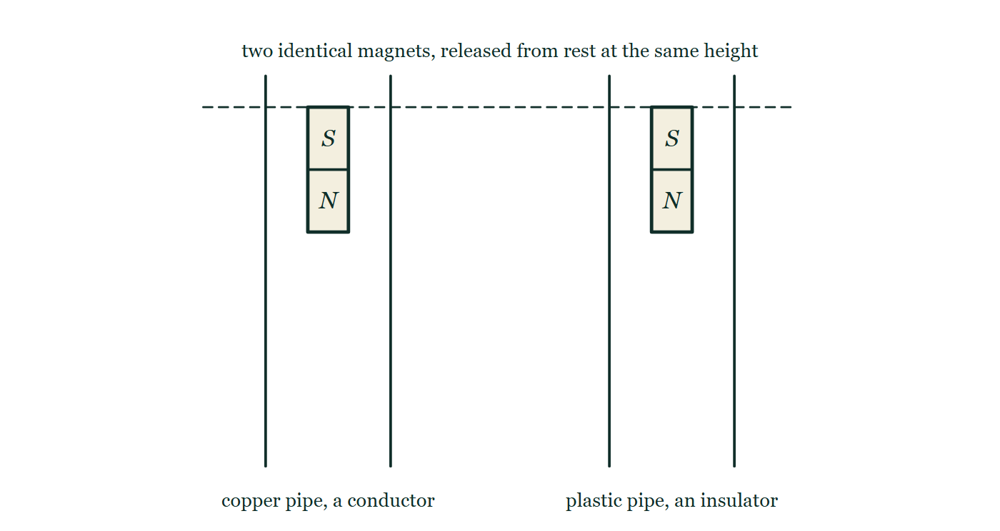 two identical magnets, released from rest at the same height
S
S
N
N
copper pipe, a conductor
plastic pipe, an insulator